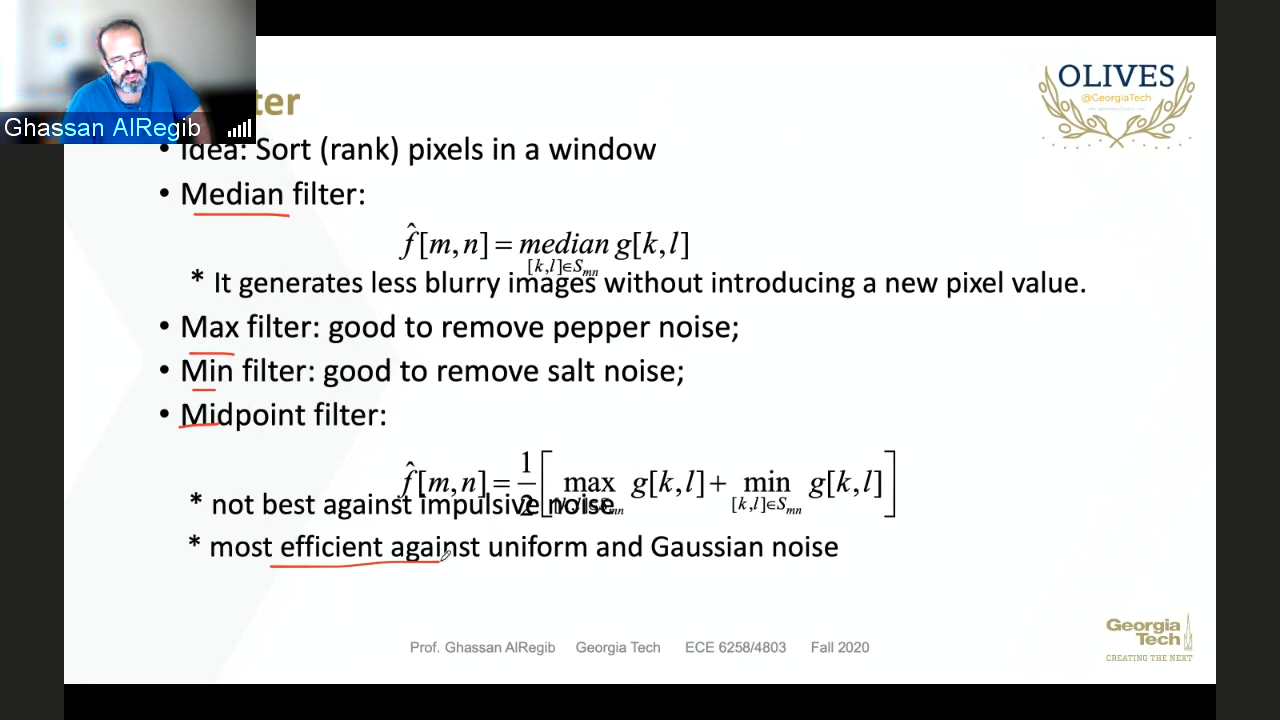 OLIVES
@GeorgiaTech
Ghassan AlRegib
ter
• Idea: Sort (rank) pixels in a window
• Median filter:
f̂[m,n] = median g[k,l]
[k,l]∈Smn
* It generates less blurry images without introducing a new pixel value.
• Max filter: good to remove pepper noise;
• Min filter: good to remove salt noise;
• Midpoint filter:
f̂[m,n] = 1/2 [ max g[k,l] + min g[k,l] ]
[k,l]∈Smn [k,l]∈Smn
* not best against impulsive noise
* most efficient against uniform and Gaussian noise
Prof. Ghassan AlRegib Georgia Tech ECE 6258/4803 Fall 2020
Georgia
Tech
CREATING THE NEXT